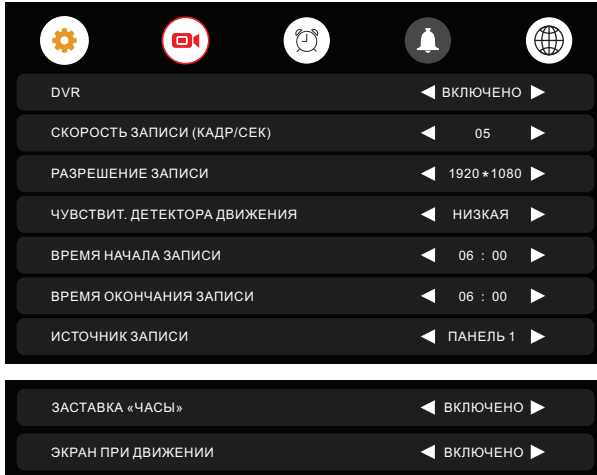 DVR ВКЛЮЧЕНО
СКОРОСТЬ ЗАПИСИ (КАДР/СЕК) 05
РАЗРЕШЕНИЕ ЗАПИСИ 1920*1080
ЧУВСТВИТ. ДЕТЕКТОРА ДВИЖЕНИЯ НИЗКАЯ
ВРЕМЯ НАЧАЛА ЗАПИСИ 06 : 00
ВРЕМЯ ОКОНЧАНИЯ ЗАПИСИ 06 : 00
ИСТОЧНИК ЗАПИСИ ПАНЕЛЬ 1
ЗАСТАВКА «ЧАСЫ» ВКЛЮЧЕНО
ЭКРАН ПРИ ДВИЖЕНИИ ВКЛЮЧЕНО